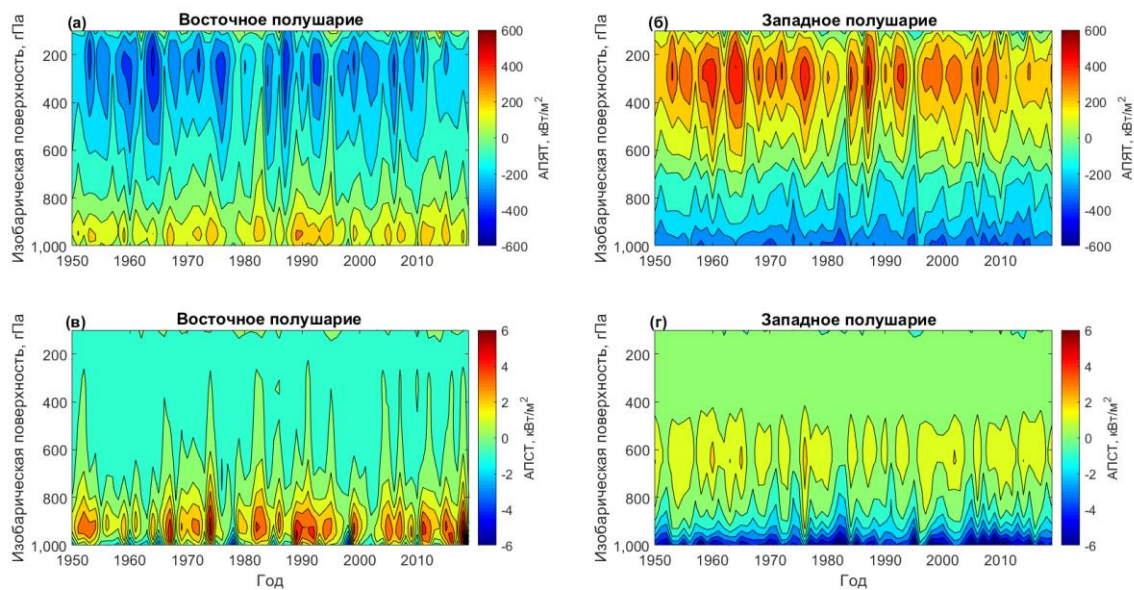 (а) Восточное полушарие
Изобарическая поверхность, гПа
200
400
600
800
1,000
1950 1960 1970 1980 1990 2000 2010
600
400
200
0
-200
-400
-600
АПЯТ, кВт/м²
(б) Западное полушарие
Изобарическая поверхность, гПа
200
400
600
800
1,000
1950 1960 1970 1980 1990 2000 2010
600
400
200
0
-200
-400
-600
АПЯТ, кВт/м²
(в) Восточное полушарие
Изобарическая поверхность, гПа
200
400
600
800
1,000
1950 1960 1970 1980 1990 2000 2010
Год
6
4
2
0
-2
-4
-6
АПСТ, кВт/м²
(г) Западное полушарие
Изобарическая поверхность, гПа
200
400
600
800
1,000
1950 1960 1970 1980 1990 2000 2010
Год
6
4
2
0
-2
-4
-6
АПСТ, кВт/м²